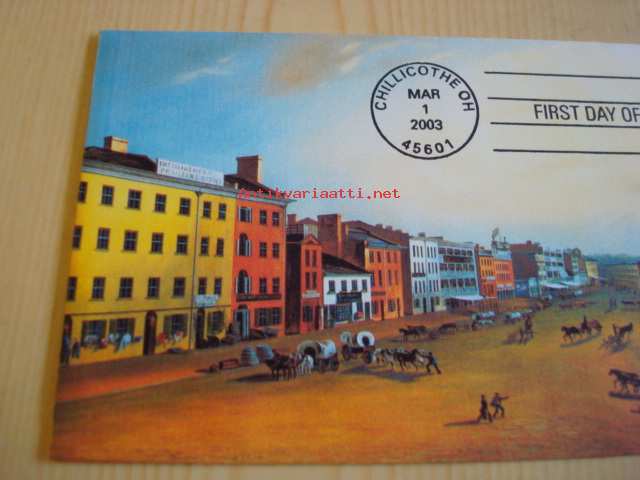 CHILLICOTHE OH
MAR
1
2003
45601
FIRST DAY OF
Antikvariaatti.net